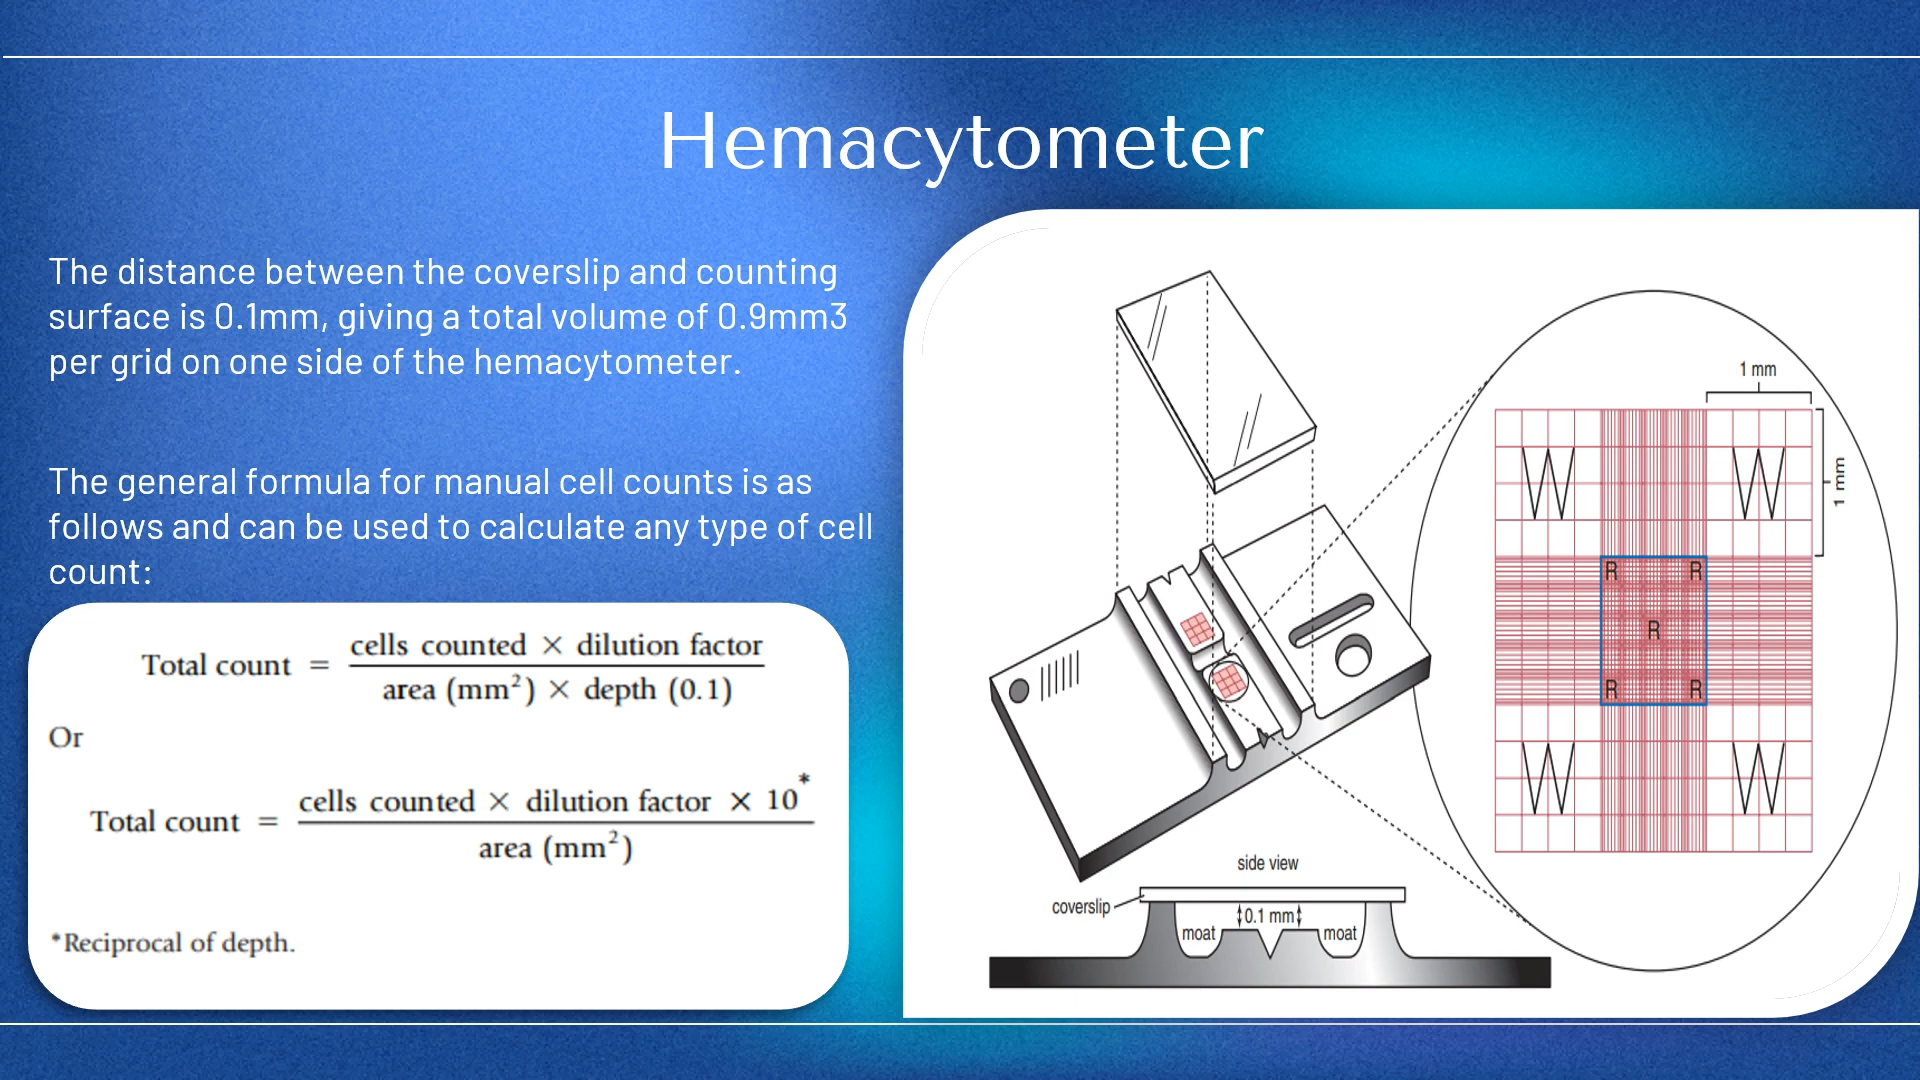 Hemacytometer
The distance between the coverslip and counting
surface is 0.1mm, giving a total volume of 0.9mm3
per grid on one side of the hemacytometer.
The general formula for manual cell counts is as
follows and can be used to calculate any type of cell
count:
Total count = cells counted × dilution factor
area (mm²) × depth (0.1)
Or
Total count = cells counted × dilution factor × 10*
area (mm²)
*Reciprocal of depth.
1 mm
1 mm
W W
R R
R
R R
W W
side view
coverslip
0.1 mm
moat moat